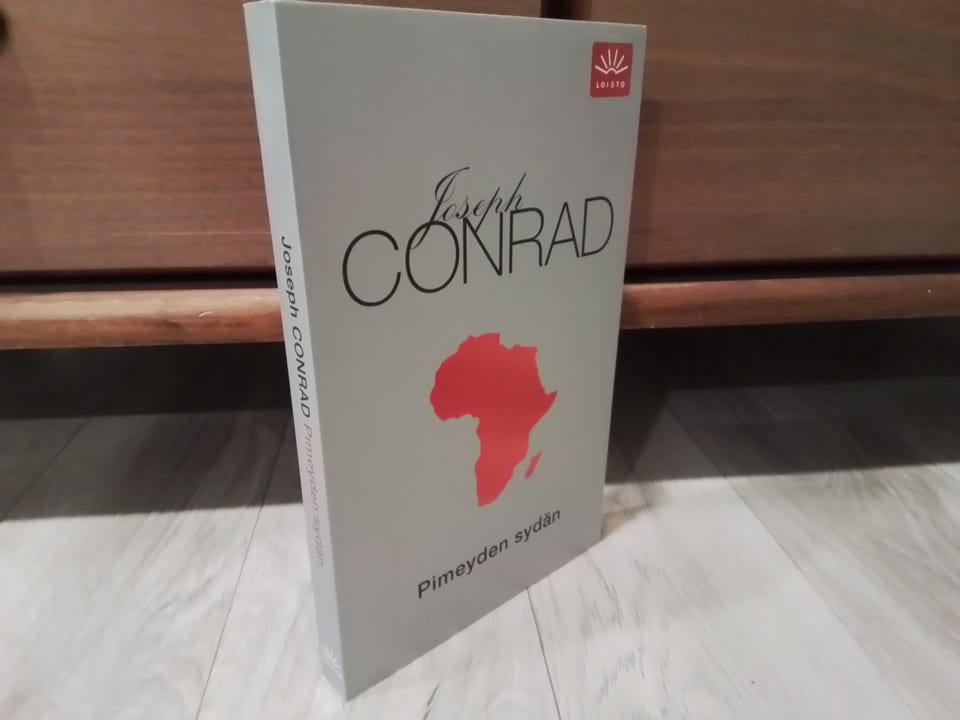 LOISTO
Joseph
CONRAD
Pimeyden sydän
Joseph CONRAD Pimeyden sydän